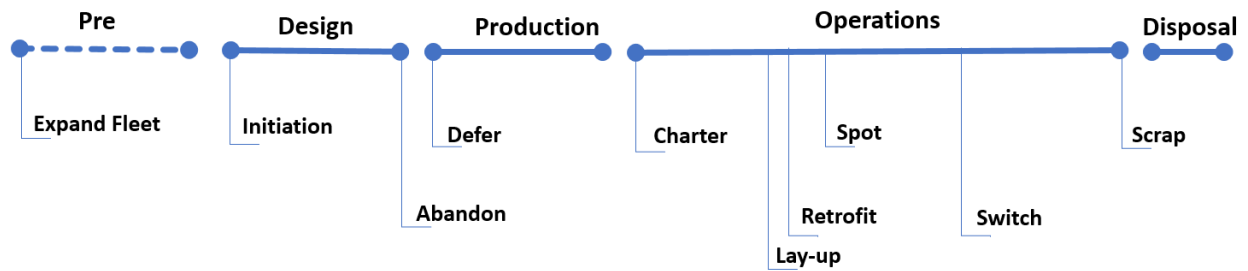 Pre
Design
Production
Operations
Disposal
Expand Fleet
Initiation
Defer
Charter
Spot
Scrap
Abandon
Retrofit
Switch
Lay-up